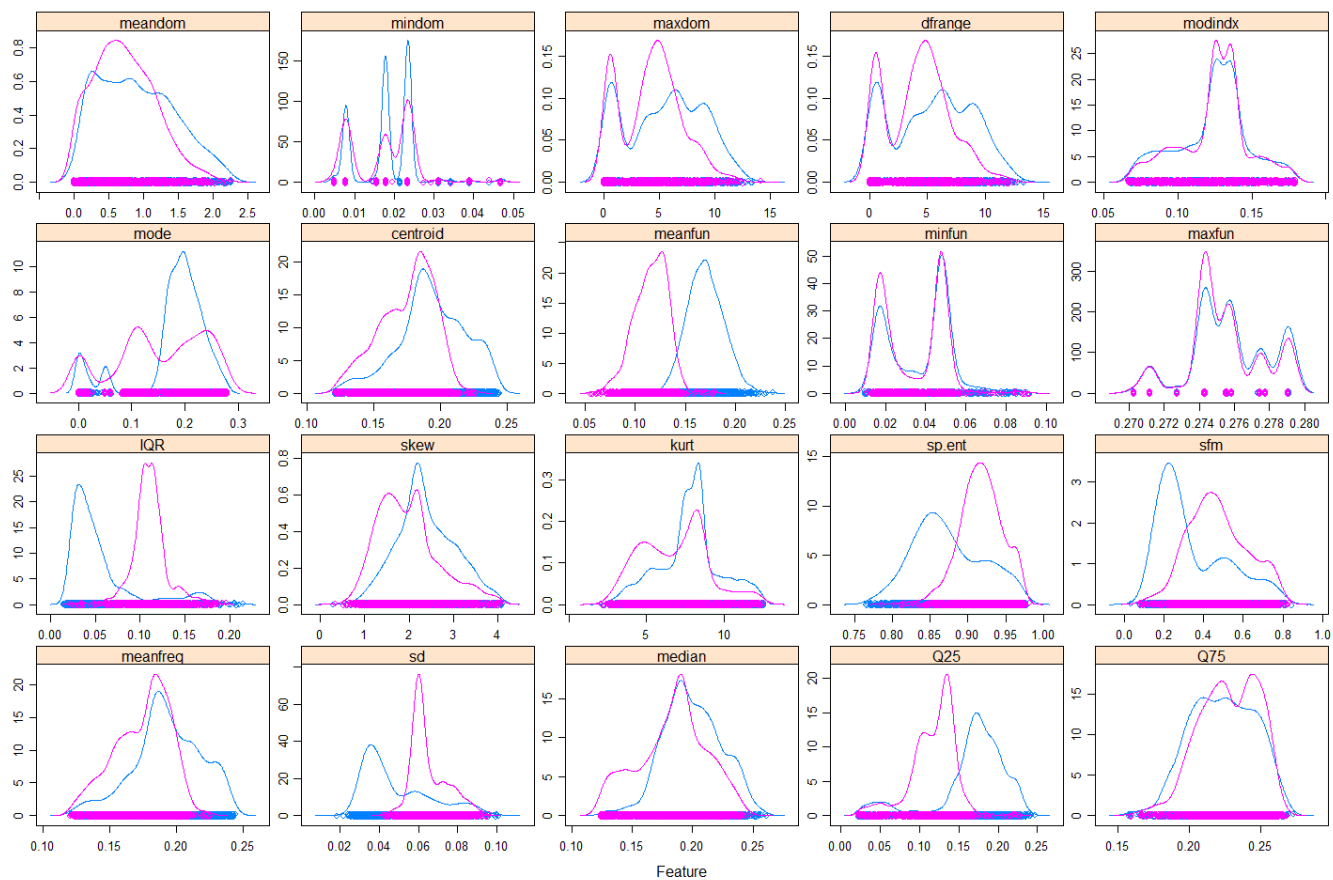 meandom mindom maxdom dfrange modindx
0.0 0.2 0.4 0.6 0.8
0 50 100 150
0.00 0.05 0.10 0.15
0.00 0.05 0.10 0.15
0 5 10 15 20 25
0.0 0.5 1.0 1.5 2.0 2.5
0.00 0.01 0.02 0.03 0.04 0.05
0 5 10 15
0 5 10 15
0.05 0.10 0.15
mode centroid meanfun minfun maxfun
0 2 4 6 8 10
0 5 10 15 20
0 5 10 15 20 25
0 10 20 30 40 50
0 100 200 300
0.0 0.1 0.2 0.3
0.10 0.15 0.20 0.25
0.05 0.10 0.15 0.20 0.25
0.00 0.02 0.04 0.06 0.08 0.10
0.270 0.272 0.274 0.276 0.278 0.280
IQR skew kurt sp.ent sfm
0 5 10 15 20 25
0.0 0.2 0.4 0.6 0.8
0.0 0.1 0.2 0.3
0 5 10 15
0 1 2 3
0.00 0.05 0.10 0.15 0.20
0 1 2 3 4
5 10
0.75 0.80 0.85 0.90 0.95 1.00
0.0 0.2 0.4 0.6 0.8 1.0
meanfreq sd median Q25 Q75
0 5 10 15 20
0 20 40 60
0 5 10 15
0 5 10 15 20
0 5 10 15
0.10 0.15 0.20 0.25
0.02 0.04 0.06 0.08 0.10
0.10 0.15 0.20 0.25
0.00 0.05 0.10 0.15 0.20 0.25
0.15 0.20 0.25
Feature